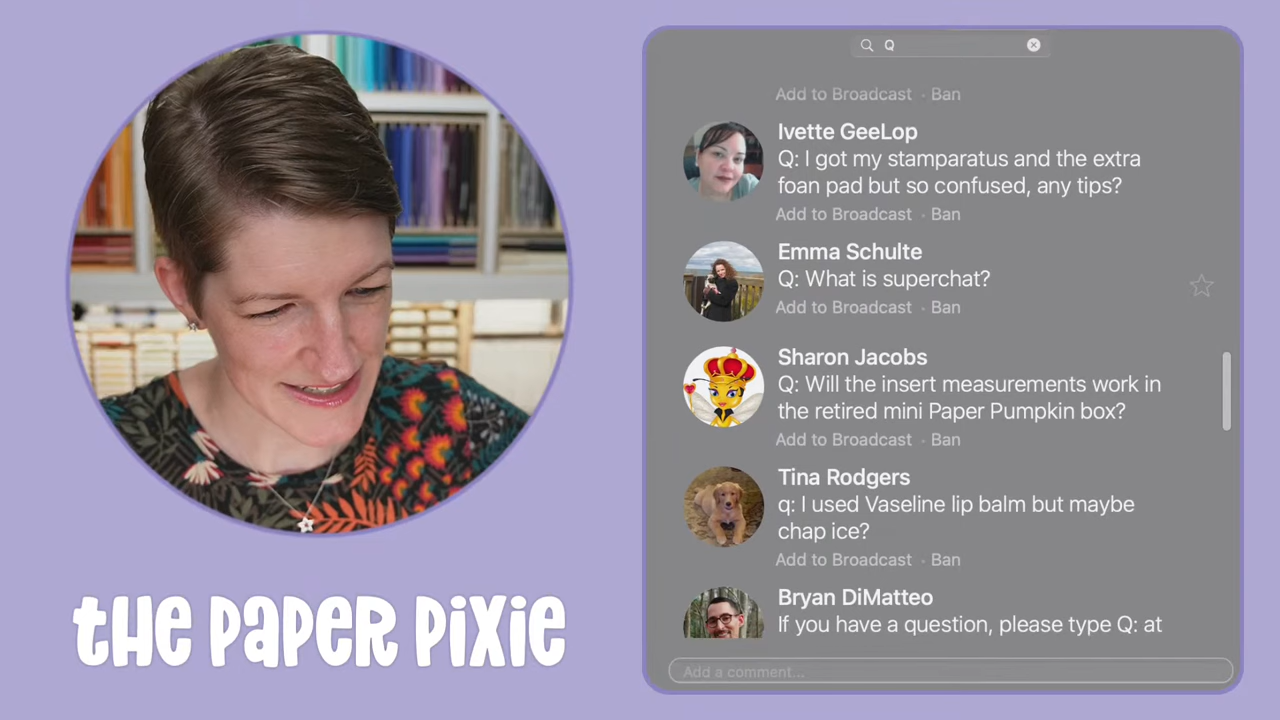 Q
Add to Broadcast · Ban
Ivette GeeLop
Q: I got my stamparatus and the extra
foan pad but so confused, any tips?
Add to Broadcast · Ban
Emma Schulte
Q: What is superchat?
Add to Broadcast · Ban
Sharon Jacobs
Q: Will the insert measurements work in
the retired mini Paper Pumpkin box?
Add to Broadcast · Ban
Tina Rodgers
q: I used Vaseline lip balm but maybe
chap ice?
Add to Broadcast · Ban
Bryan DiMatteo
If you have a question, please type Q: at
Add a comment...
the paper pixie